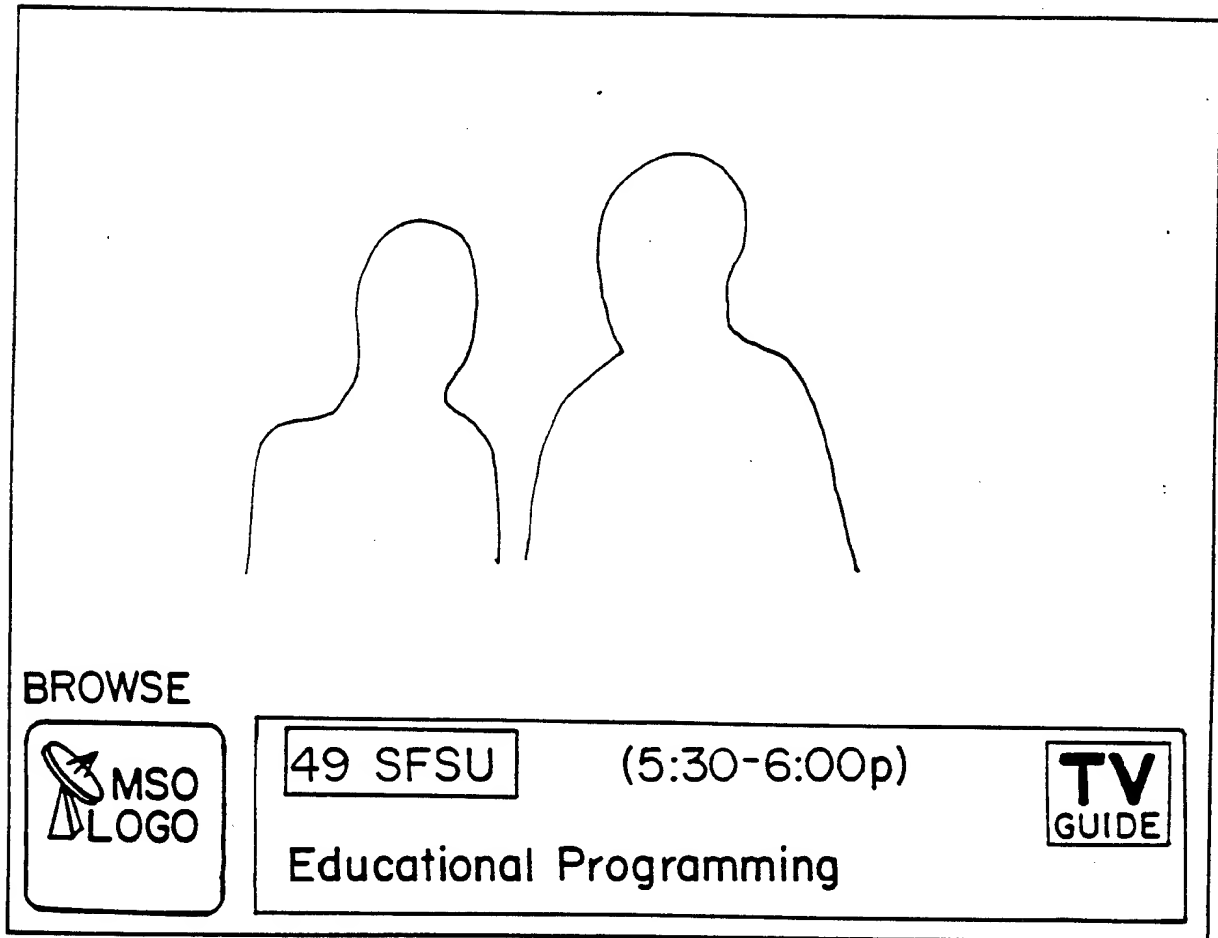 BROWSE
MSO
LOGO
49 SFSU (5:30-6:00p)
Educational Programming
TV
GUIDE